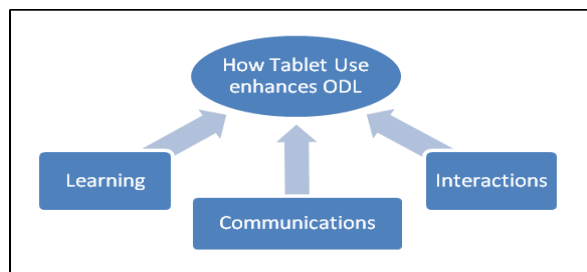 How Tablet Use
enhances ODL
Learning
Communications
Interactions